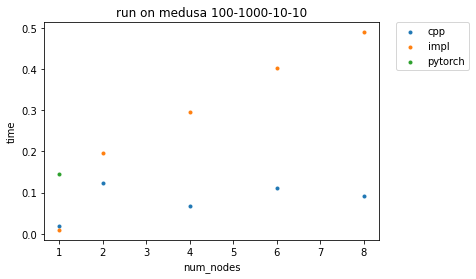 run on medusa 100-1000-10-10
0.5
0.4
0.3
0.2
0.1
0.0
time
1 2 3 4 5 6 7 8
num_nodes
cpp
impl
pytorch